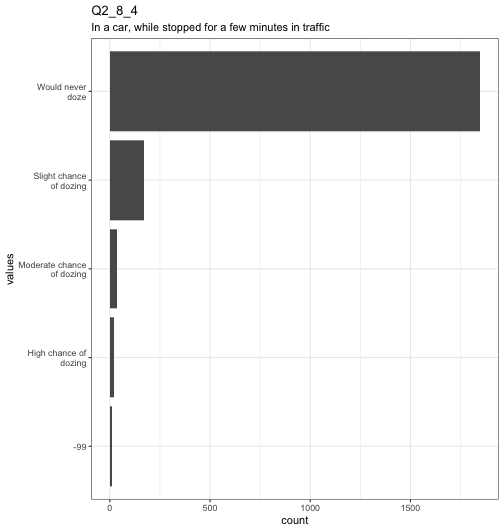 Q2_8_4
In a car, while stopped for a few minutes in traffic
Would never
doze
Slight chance
of dozing
Moderate chance
of dozing
High chance of
dozing
-99
values
0
500
1000
1500
count